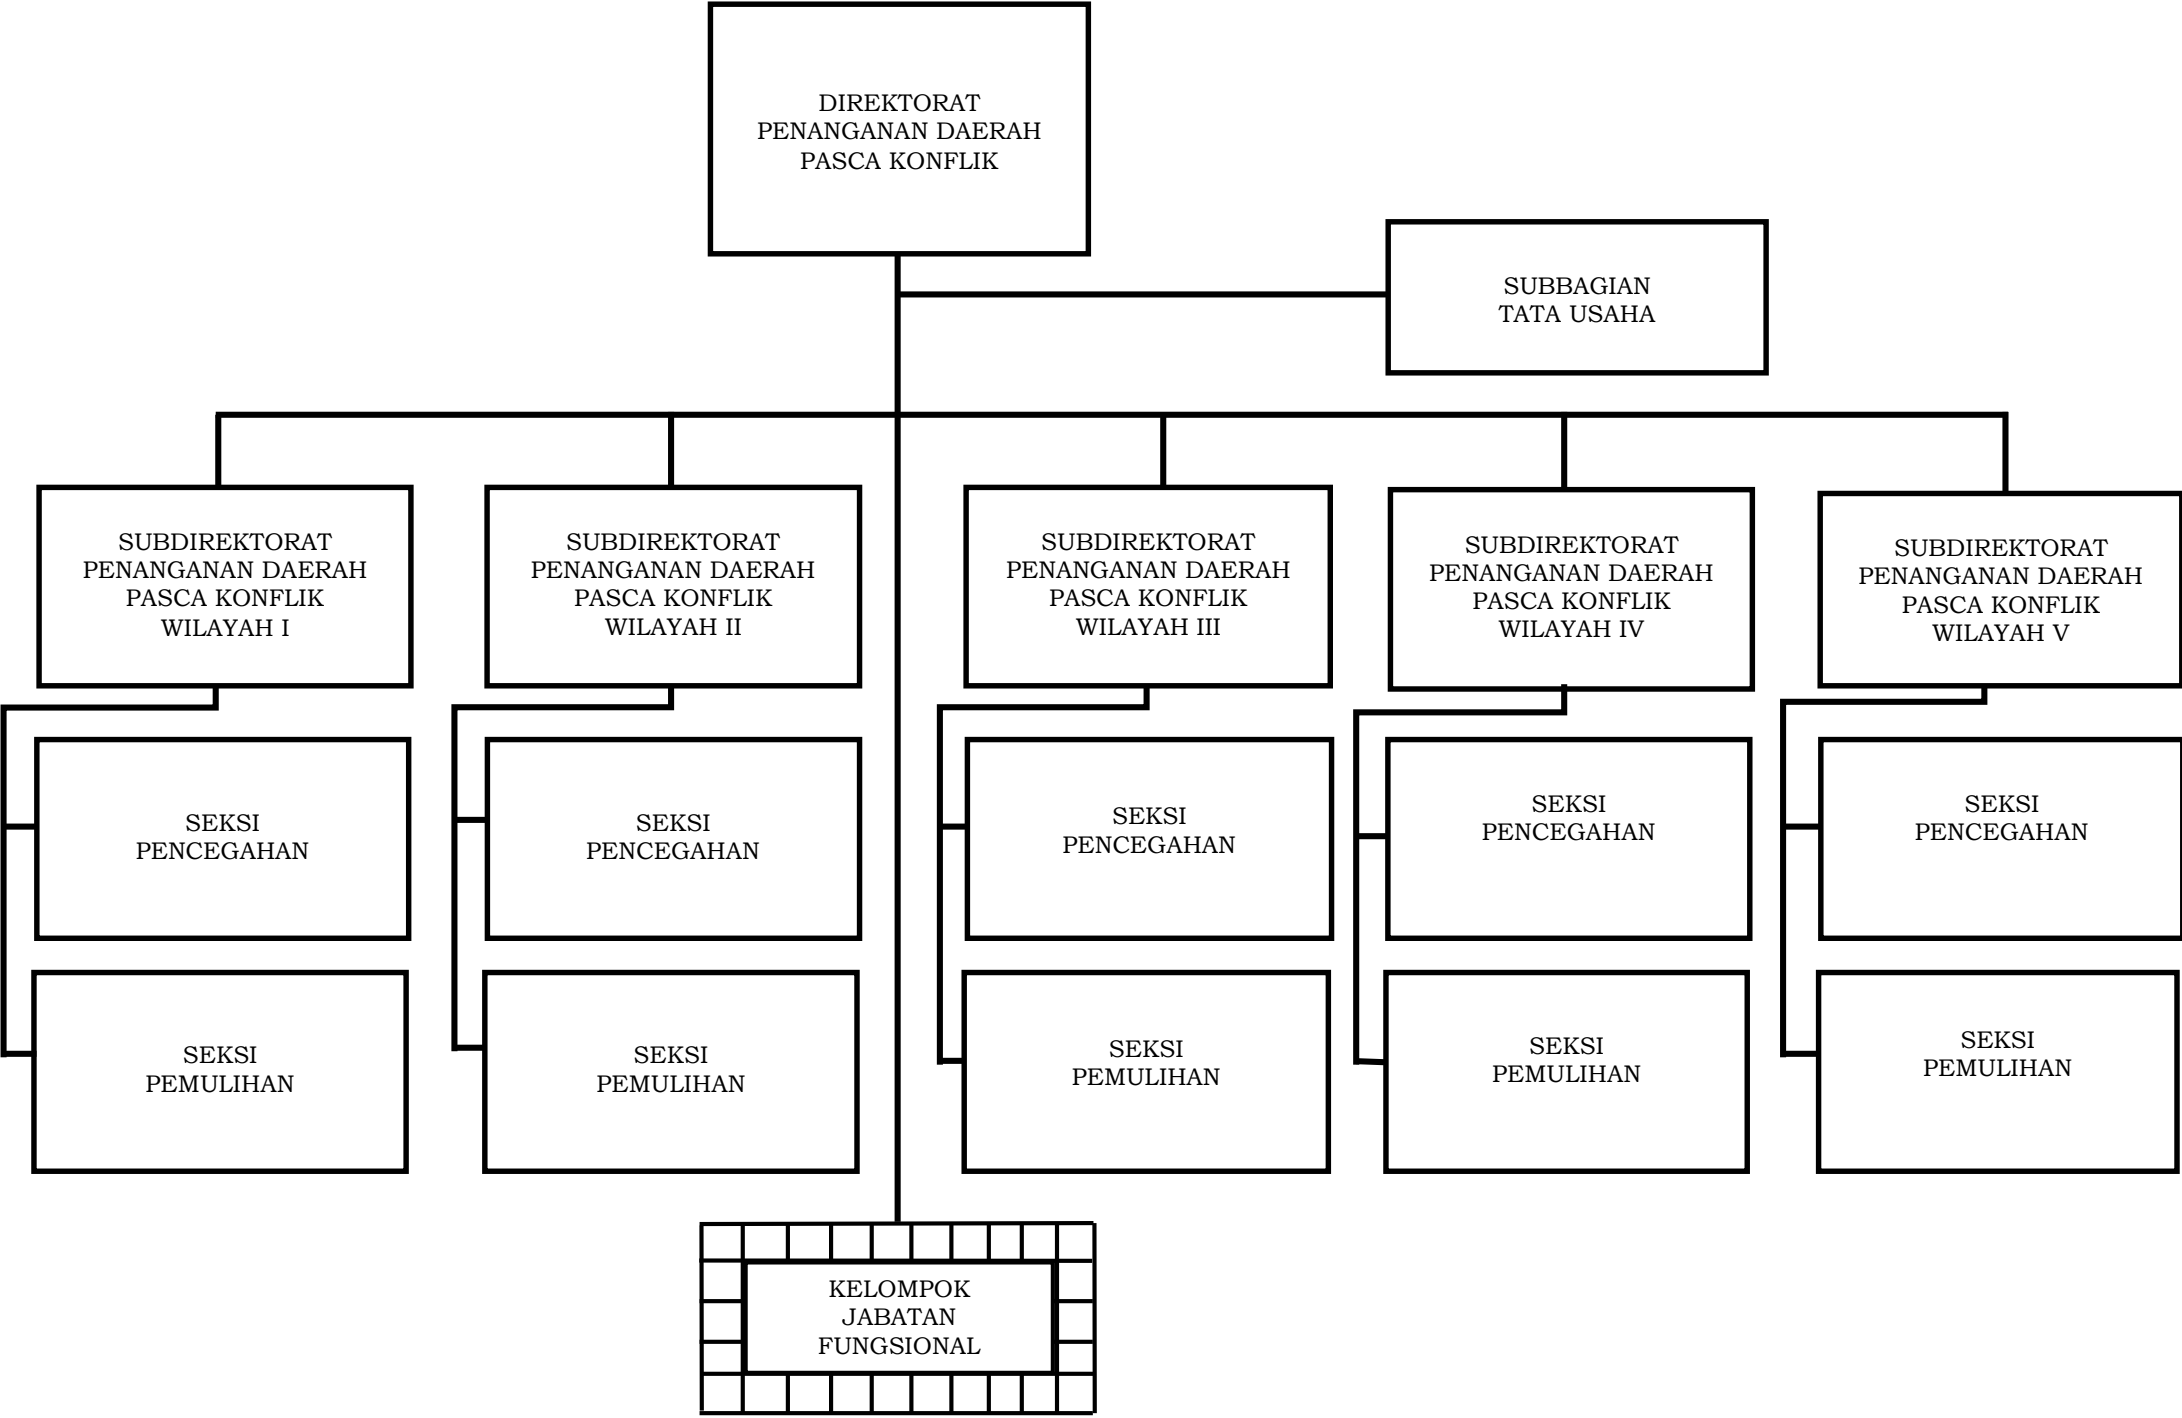 DIREKTORAT
PENANGANAN DAERAH
PASCA KONFLIK
SUBBAGIAN
TATA USAHA
SUBDIREKTORAT
PENANGANAN DAERAH
PASCA KONFLIK
WILAYAH I
SUBDIREKTORAT
PENANGANAN DAERAH
PASCA KONFLIK
WILAYAH II
SUBDIREKTORAT
PENANGANAN DAERAH
PASCA KONFLIK
WILAYAH III
SUBDIREKTORAT
PENANGANAN DAERAH
PASCA KONFLIK
WILAYAH IV
SUBDIREKTORAT
PENANGANAN DAERAH
PASCA KONFLIK
WILAYAH V
SEKSI
PENCEGAHAN
SEKSI
PENCEGAHAN
SEKSI
PENCEGAHAN
SEKSI
PENCEGAHAN
SEKSI
PENCEGAHAN
SEKSI
PEMULIHAN
SEKSI
PEMULIHAN
SEKSI
PEMULIHAN
SEKSI
PEMULIHAN
SEKSI
PEMULIHAN
KELOMPOK
JABATAN
FUNGSIONAL